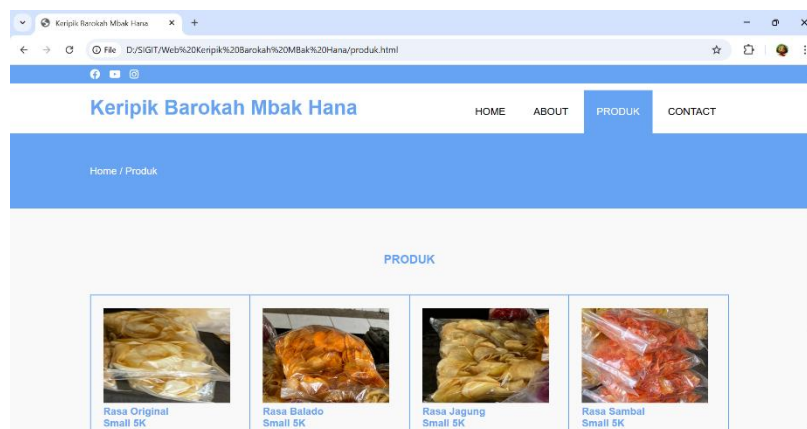 Keripik Barokah Mbak Hana
File D:/SIGIT/Web%20Keripik%20Barokah%20MBak%20Hana/produk.html
Keripik Barokah Mbak Hana
HOME ABOUT PRODUK CONTACT
Home / Produk
PRODUK
Rasa Original Rasa Balado Rasa Jagung Rasa Sambal
Small 5K Small 5K Small 5K Small 5K